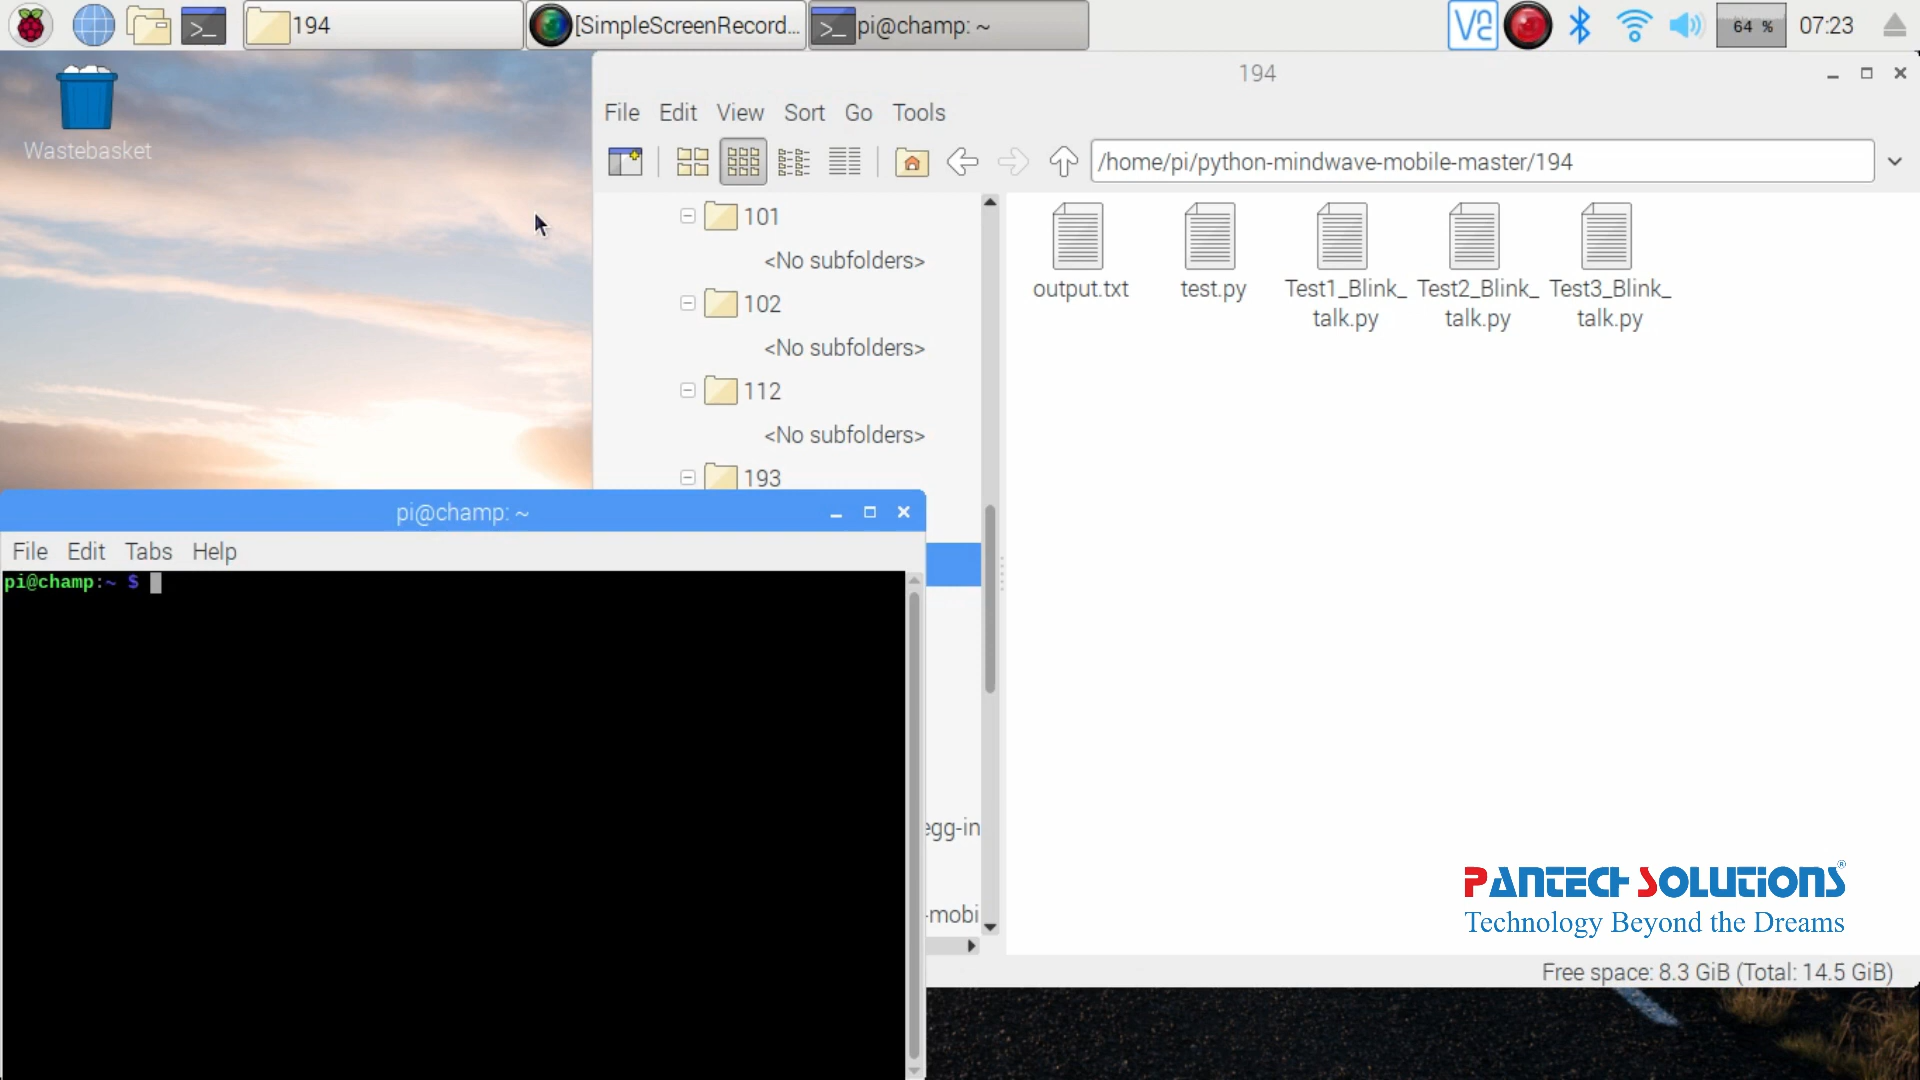 194
[SimpleScreenRecord...
pi@champ: ~
64 %
07:23
Wastebasket
194
File Edit View Sort Go Tools
/home/pi/python-mindwave-mobile-master/194
101
<No subfolders>
102
<No subfolders>
112
<No subfolders>
193
output.txt
test.py
Test1_Blink_
talk.py
Test2_Blink_
talk.py
Test3_Blink_
talk.py
pi@champ: ~
File Edit Tabs Help
pi@champ:~ $
egg-in
-mobi
PANTECH SOLUTIONS®
Technology Beyond the Dreams
Free space: 8.3 GiB (Total: 14.5 GiB)